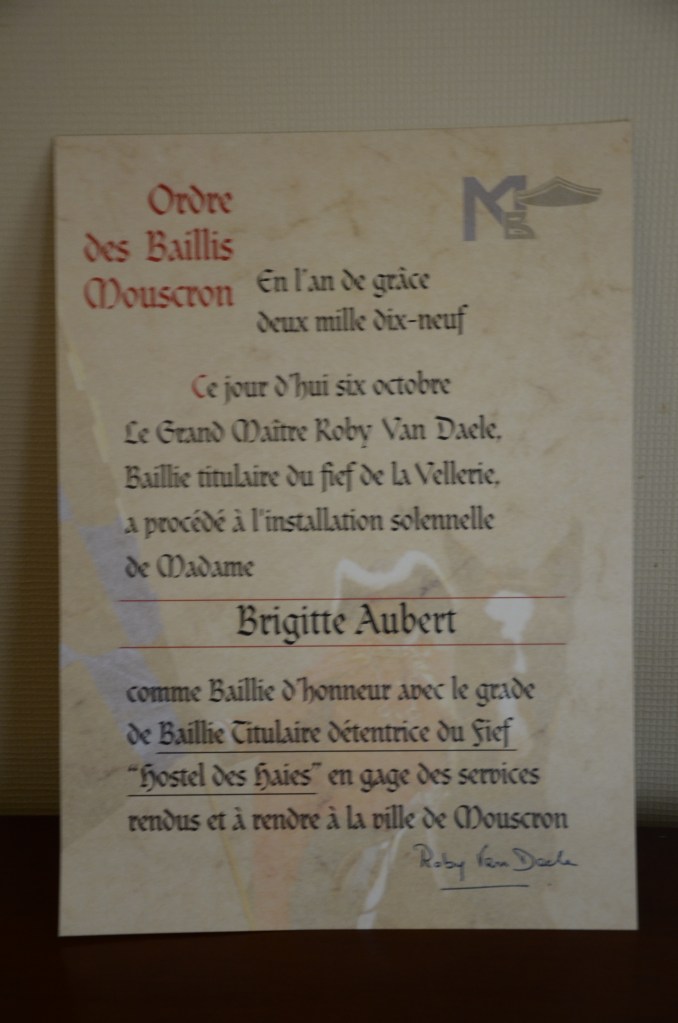 Ordre
des Baillis
Mouscron
En l'an de grâce
deux mille dix-neuf
Ce jour d'hui six octobre
Le Grand Maître Roby Van Daele,
Baillie titulaire du fief de la Vellerie,
a procédé à l'installation solennelle
de Madame
Brigitte Aubert
comme Baillie d'honneur avec le grade
de Baillie Titulaire détentrice du Fief
"Hostel des Haies" en gage des services
rendus et à rendre à la ville de Mouscron
Roby Van Daele